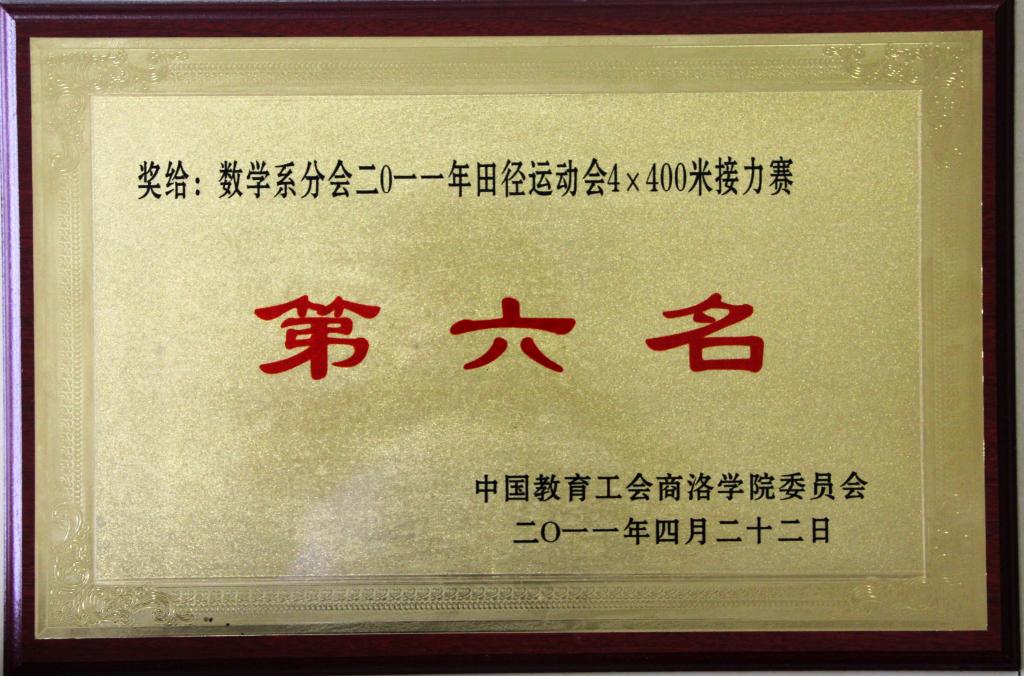 奖给：数学系分会二0一一年田径运动会4×400米接力赛
第六名
中国教育工会商洛学院委员会
二O一一年四月二十二日